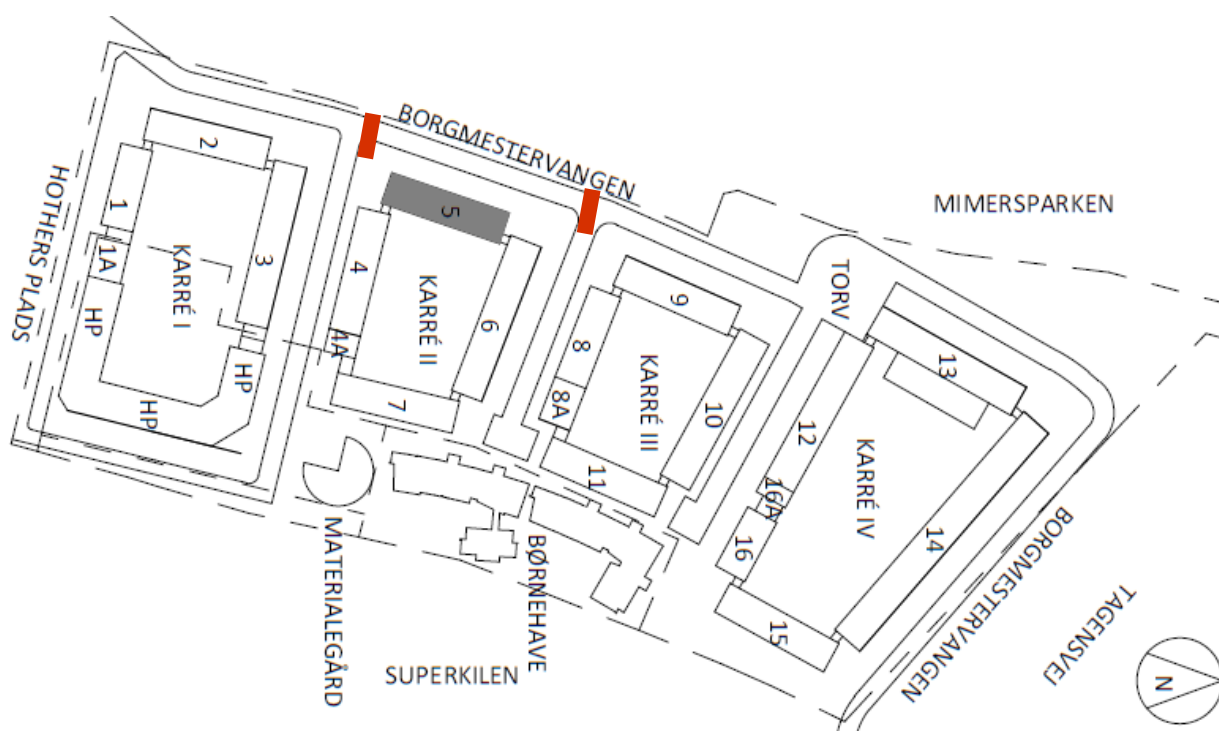 BORGMESTERVANGEN
MIMERSPARKEN
HOTHERS PLADS
2
1
1A
3
KARRÉ I
HP
HP
HP
5
4
4A
KARRÉ II
6
7
9
8
8A
KARRÉ III
10
11
TORV
13
12
16A
16
KARRÉ IV
14
15
BORGMESTERVANGEN
TAGENSVEJ
MATERIALEGÅRD
BØRNEHAVE
SUPERKILEN
N